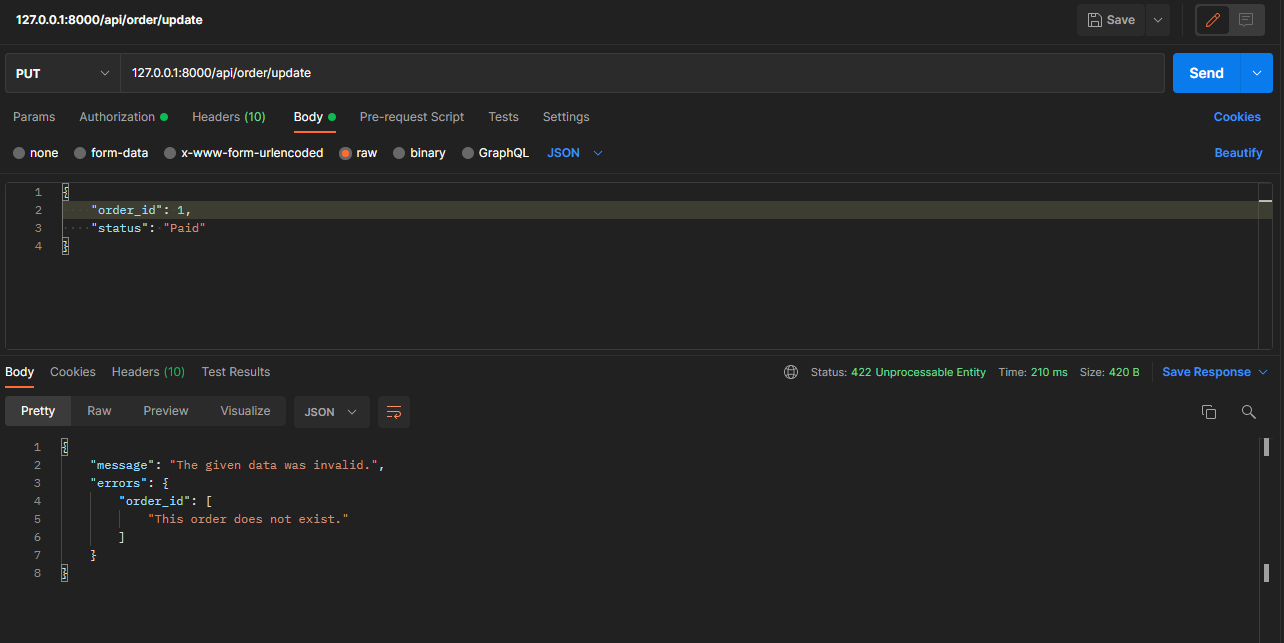 127.0.0.1:8000/api/order/update
Save
PUT 127.0.0.1:8000/api/order/update Send
Params Authorization Headers (10) Body Pre-request Script Tests Settings Cookies
none form-data x-www-form-urlencoded raw binary GraphQL JSON Beautify
1 {
2 "order_id": 1,
3 "status": "Paid"
4 }
Body Cookies Headers (10) Test Results Status: 422 Unprocessable Entity Time: 210 ms Size: 420 B Save Response
Pretty Raw Preview Visualize JSON
1 {
2 "message": "The given data was invalid.",
3 "errors": {
4 "order_id": [
5 "This order does not exist."
6 ]
7 }
8 }